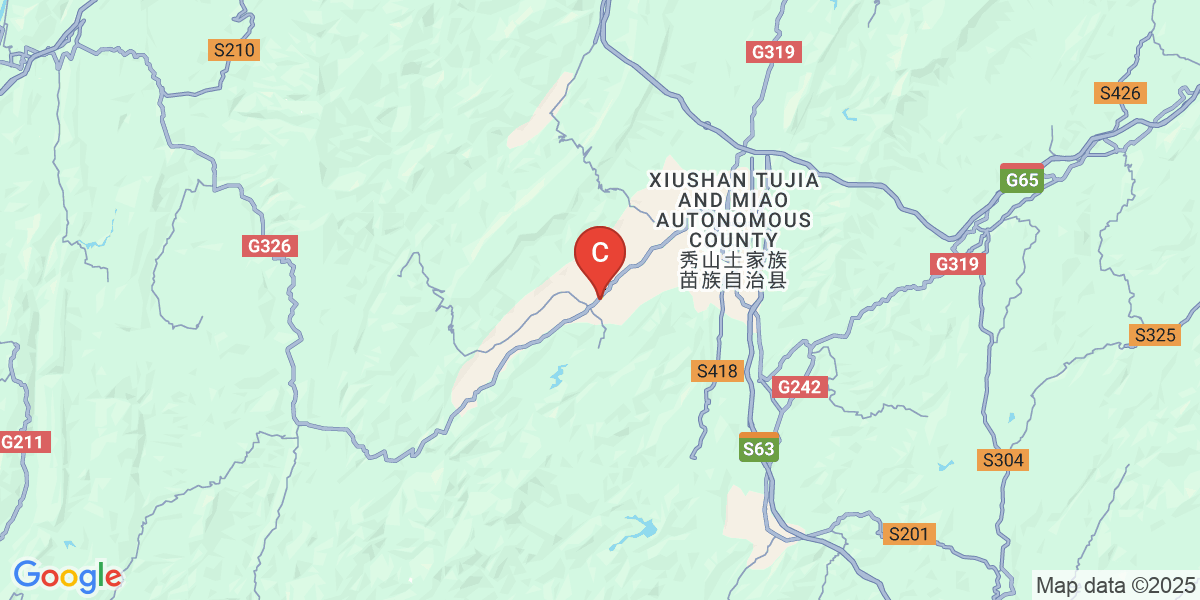 S210
G319
S426
G65
XIUSHAN TUJIA
AND MIAO
AUTONOMOUS
COUNTY
秀山土家族
苗族自治县
C
G326
G319
S325
S418
G242
G211
S63
S304
S201
Google
Map data ©2025